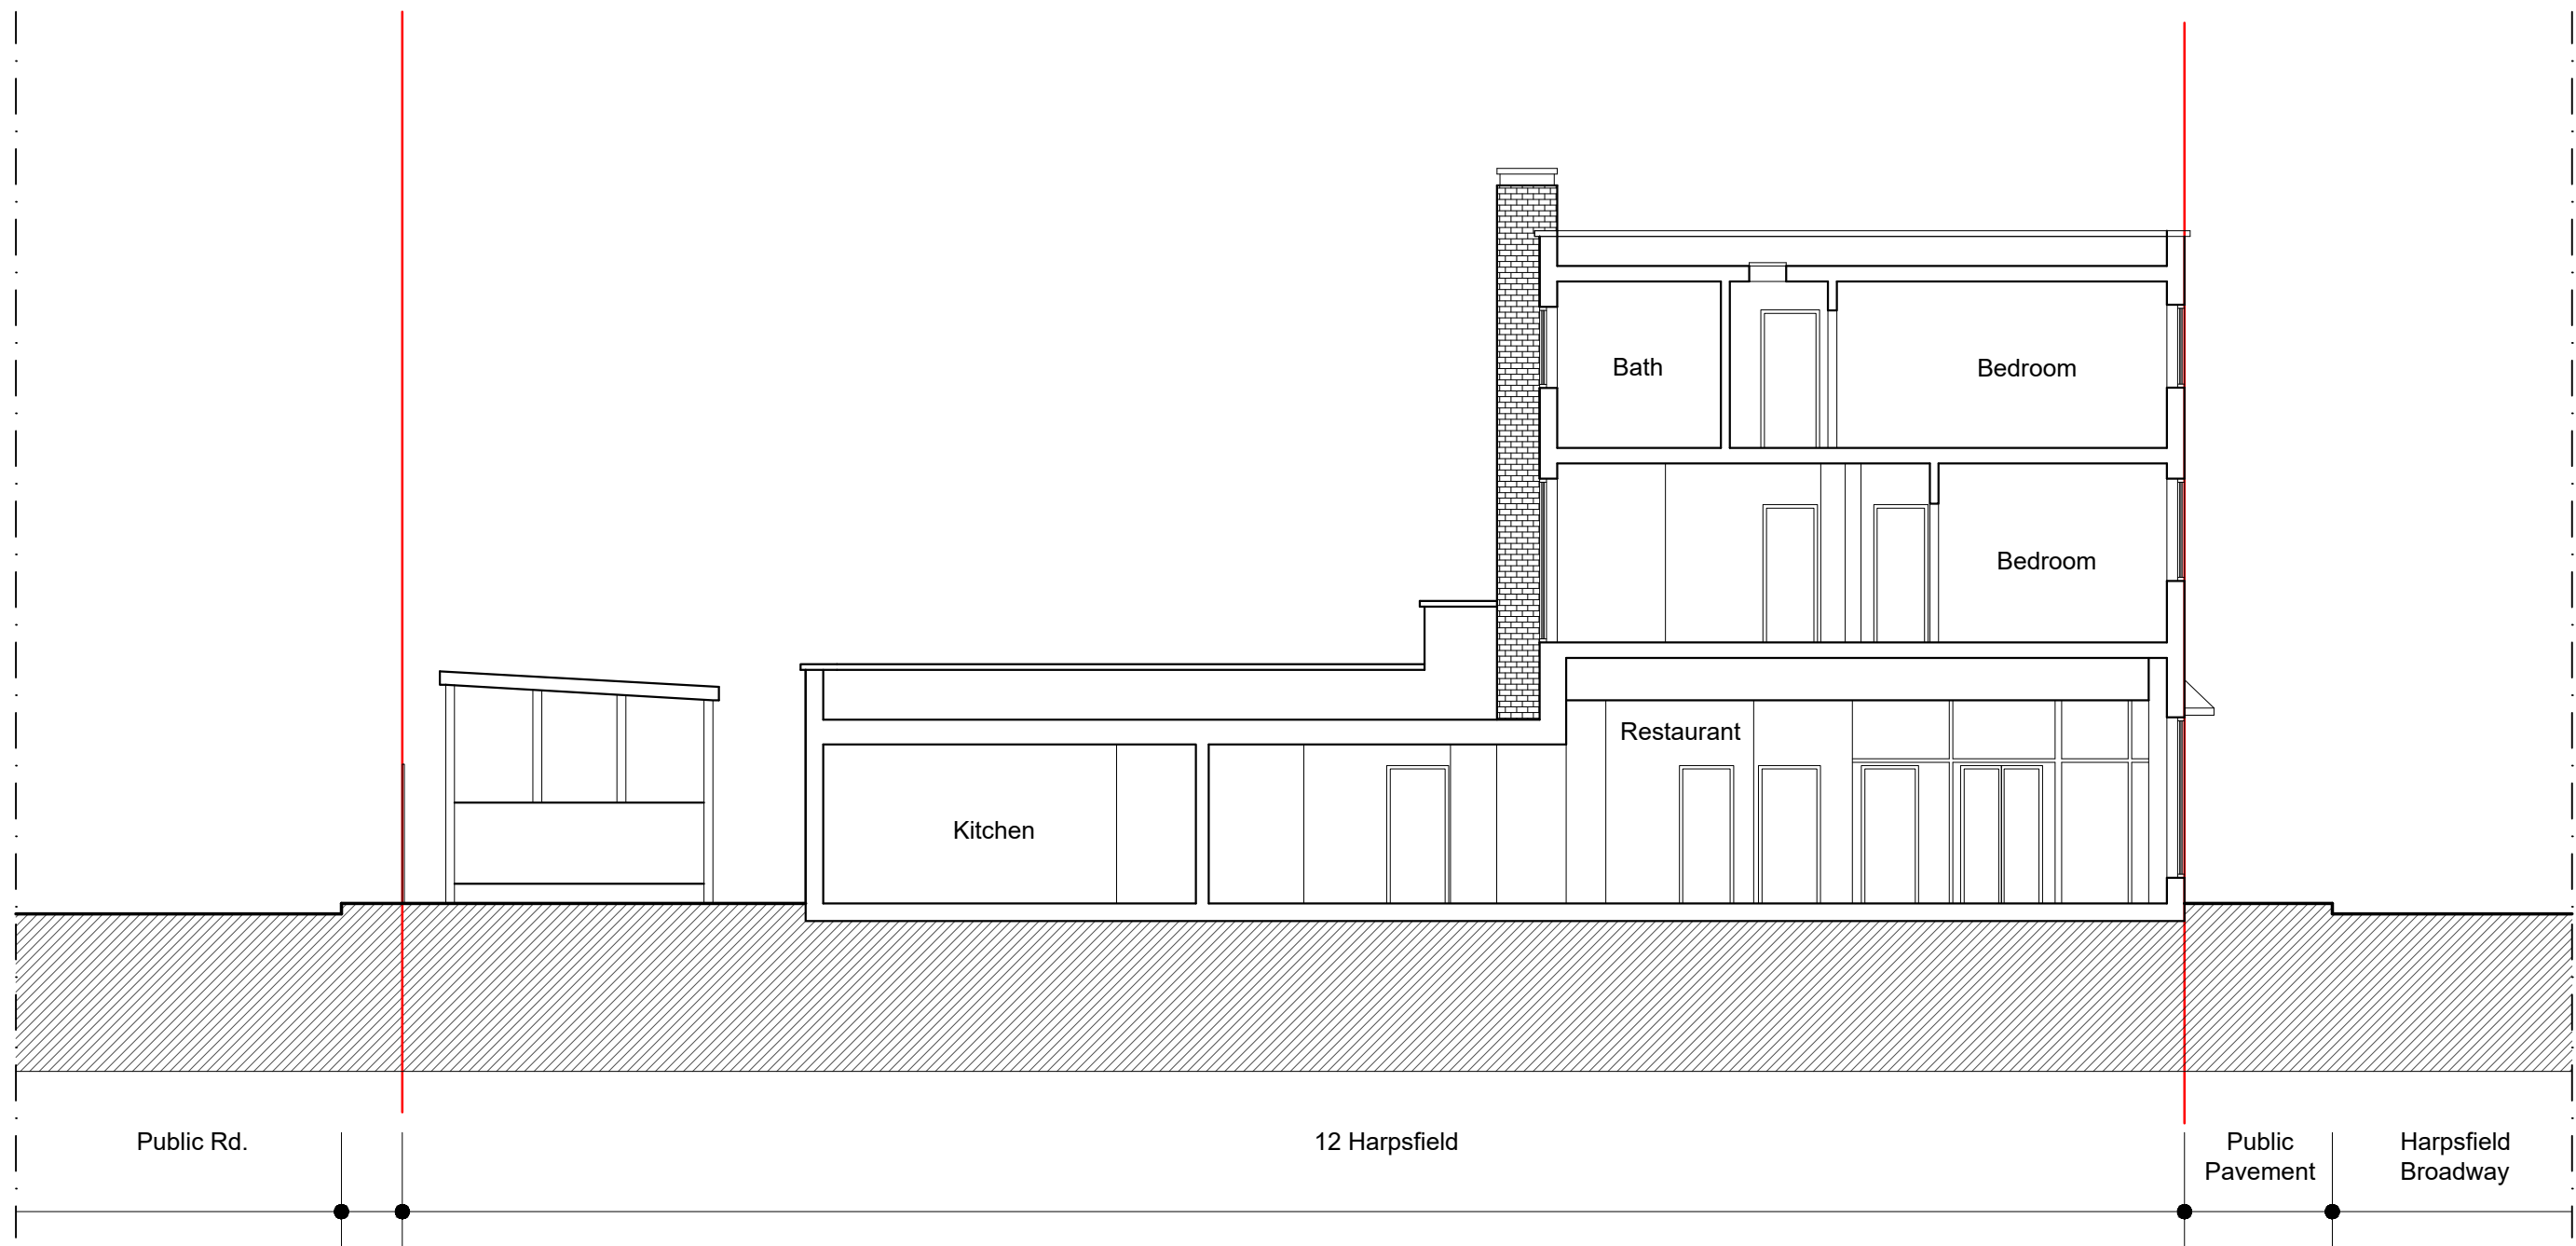 Bath
Bedroom
Bedroom
Restaurant
Kitchen
Public Rd.
12 Harpsfield
Public
Pavement
Harpsfield
Broadway